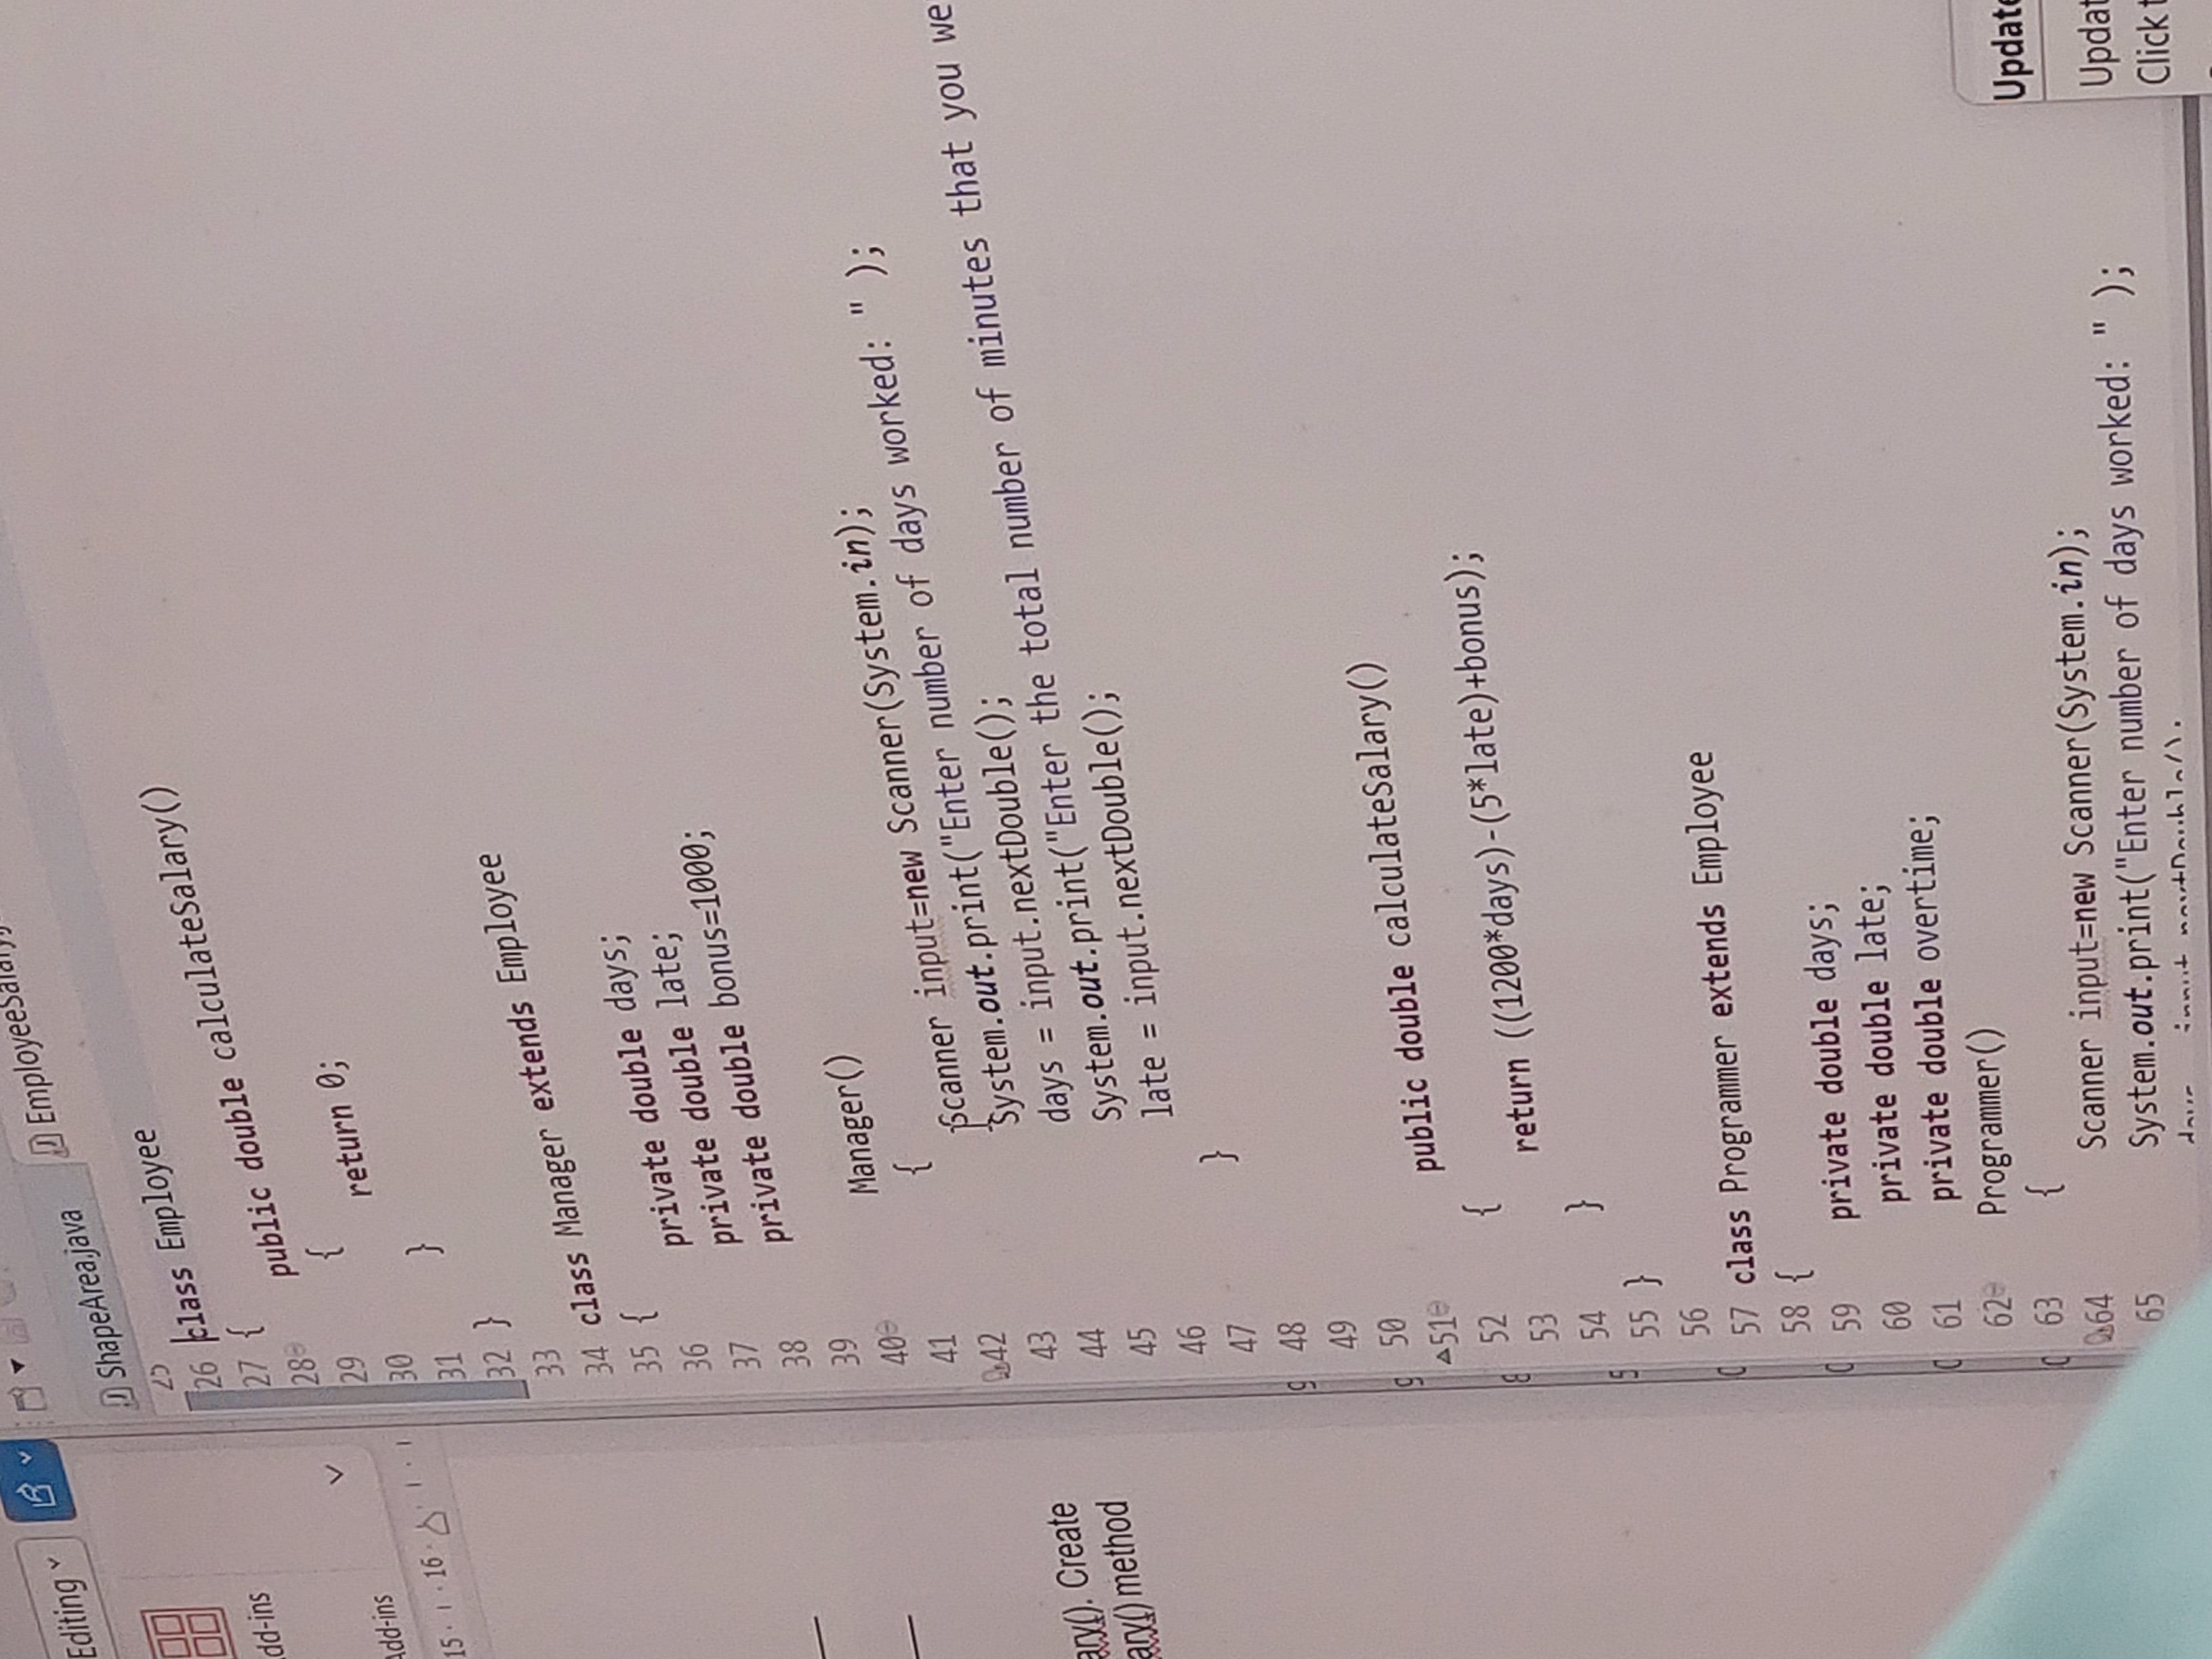 Editing
dd-ins
Add-ins
15 · ı · 16 · ı · ı
ary(). Create
ary() method
ShapeArea.java
25
26 class Employee
27 {
28 public double calculateSalary()
29 {
30 return 0;
31 }
32 }
33
34 class Manager extends Employee
35 {
36 private double days;
37 private double late;
38 private double bonus=1000;
39
40 Manager()
41 {
42 Scanner input=new Scanner(System.in);
43 System.out.print("Enter number of days worked: " );
44 days = input.nextDouble();
45 System.out.print("Enter the total number of minutes that you we
46 late = input.nextDouble();
47 }
48
49
50
51 public double calculateSalary()
52 {
53 return ((1200*days)-(5*late)+bonus);
54 }
55 }
56
57 class Programmer extends Employee
58 {
59 private double days;
60 private double late;
61 private double overtime;
62 Programmer()
63 {
64 Scanner input=new Scanner(System.in);
65 System.out.print("Enter number of days worked: " );
Update
Updat
Click t